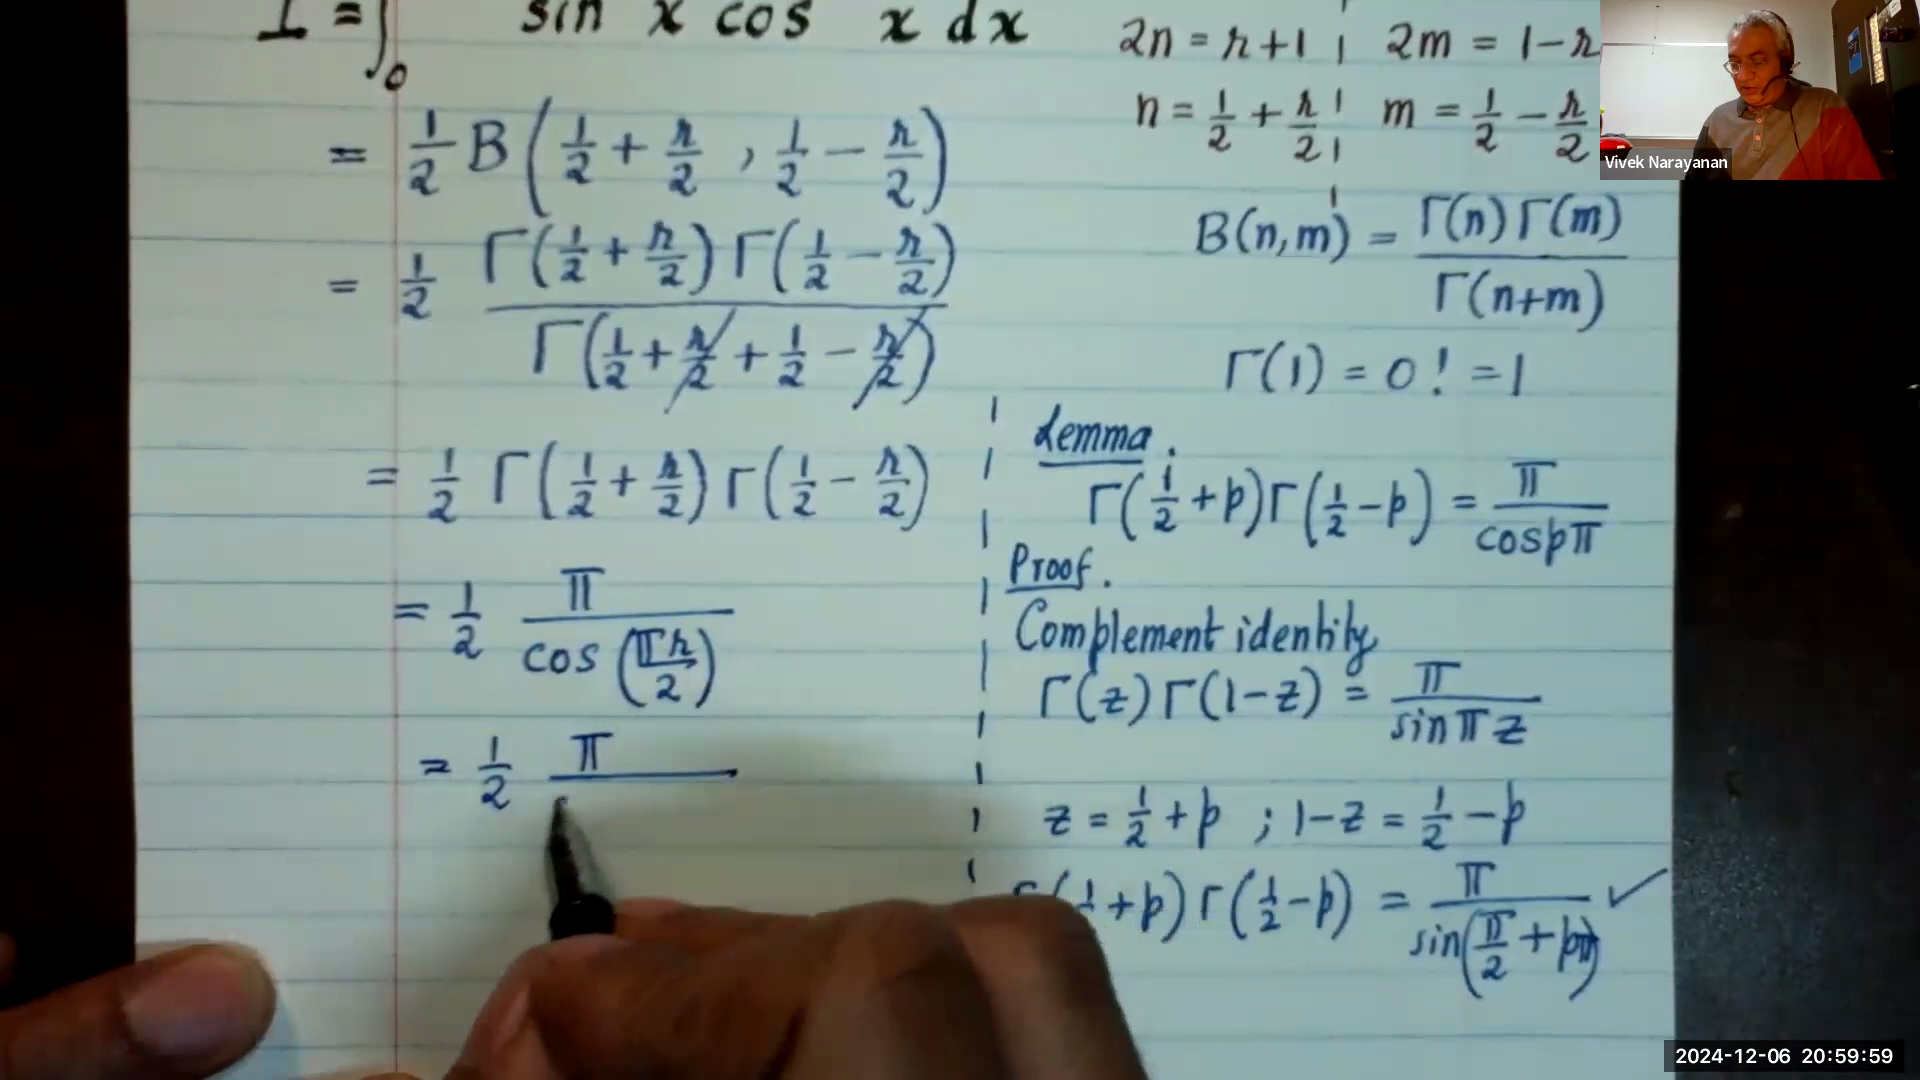 I = ∫₀ sin x cos x dx
= 1/2 B(1/2 + r/2 , 1/2 − r/2)
= 1/2 Γ(1/2 + r/2) Γ(1/2 − r/2) / Γ(1/2 + r/2 + 1/2 − r/2)
= 1/2 Γ(1/2 + r/2) Γ(1/2 − r/2)
= 1/2 π / cos(πr/2)
= 1/2 π
2n = r+1 ; 2m = 1−r
n = 1/2 + r/2 ; m = 1/2 − r/2
B(n,m) = Γ(n) Γ(m) / Γ(n+m)
Γ(1) = 0! = 1
Lemma.
Γ(1/2 + p) Γ(1/2 − p) = π / cos pπ
Proof.
Complement identity
Γ(z) Γ(1−z) = π / sin πz
z = 1/2 + p ; 1−z = 1/2 − p
Γ(1/2 + p) Γ(1/2 − p) = π / sin(π/2 + pπ) ✓
Vivek Narayanan
2024-12-06 20:59:59